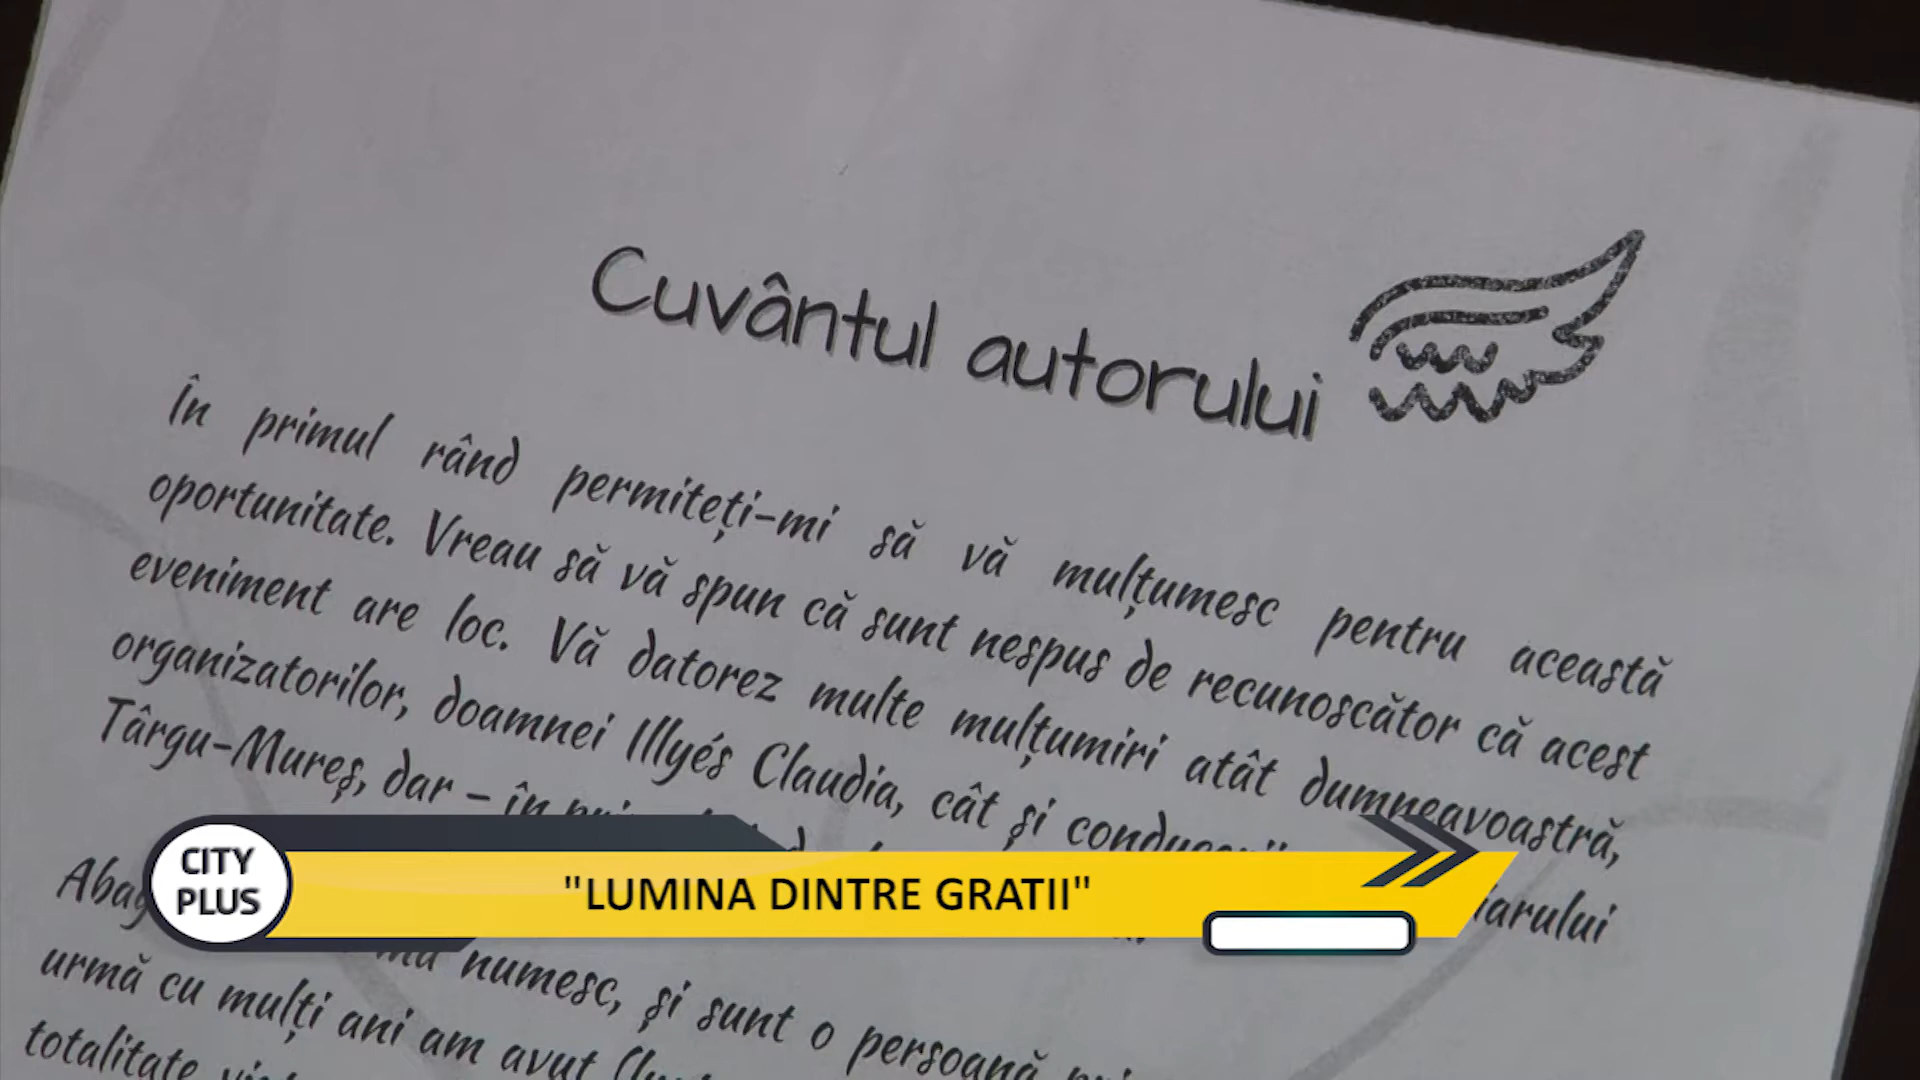 Cuvântul autorului
În primul rând permiteți-mi să vă mulțumesc pentru această
oportunitate. Vreau să vă spun că sunt nespus de recunoscător că acest
eveniment are loc. Vă datorez multe mulțumiri atât dumneavoastră,
organizatorilor, doamnei Illyés Claudia, cât și
Târgu-Mureș, dar – în
numesc, și sunt o persoană
urmă cu mulți ani am avut
totalitate
CITY
PLUS
"LUMINA DINTRE GRATII"